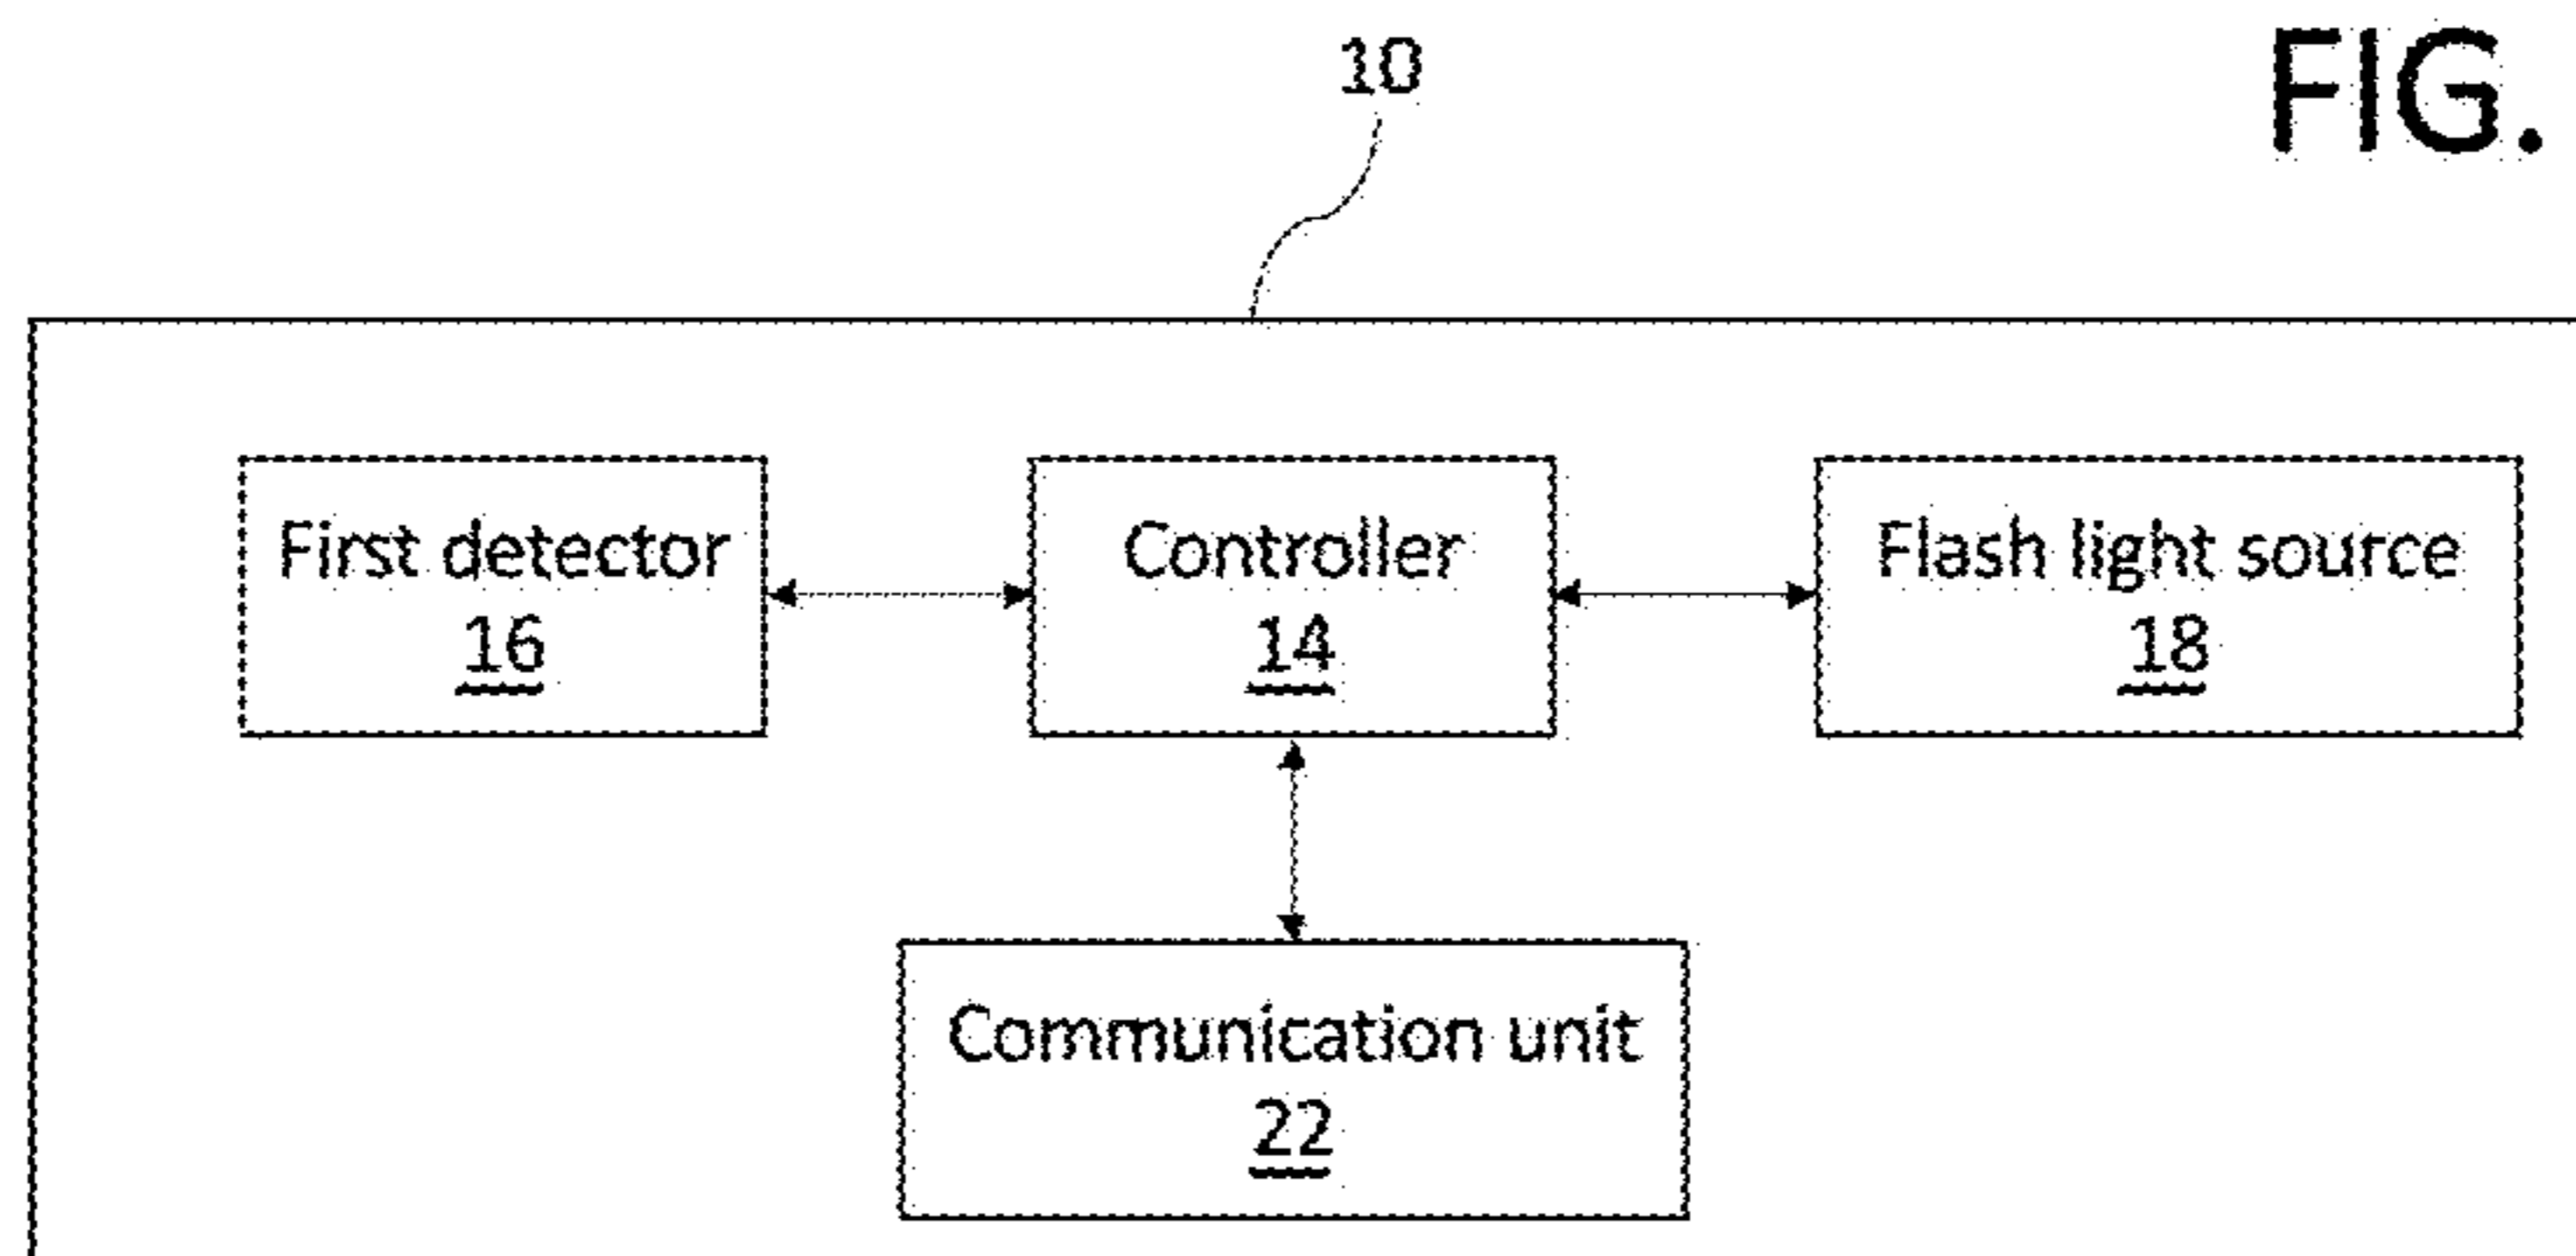 10
FIG.
First detector
16
Controller
14
Flash light source
18
Communication unit
22